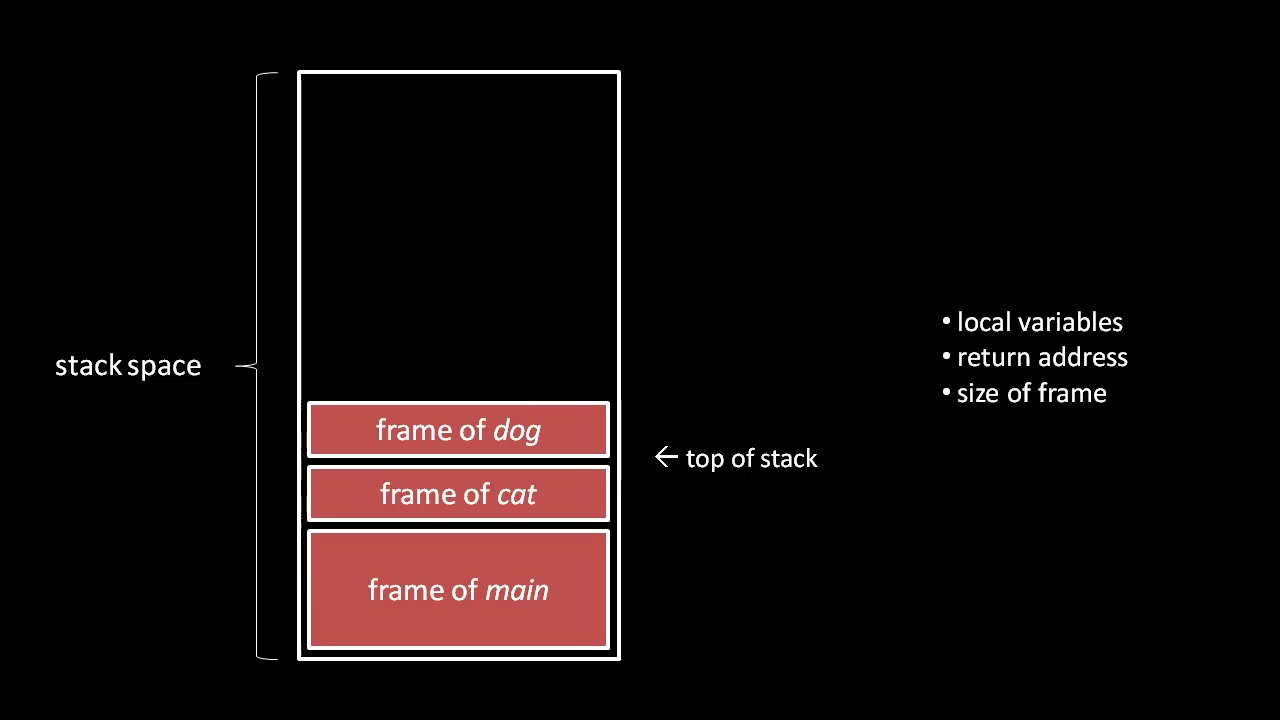 stack space
frame of dog
frame of cat
frame of main
← top of stack
• local variables
• return address
• size of frame